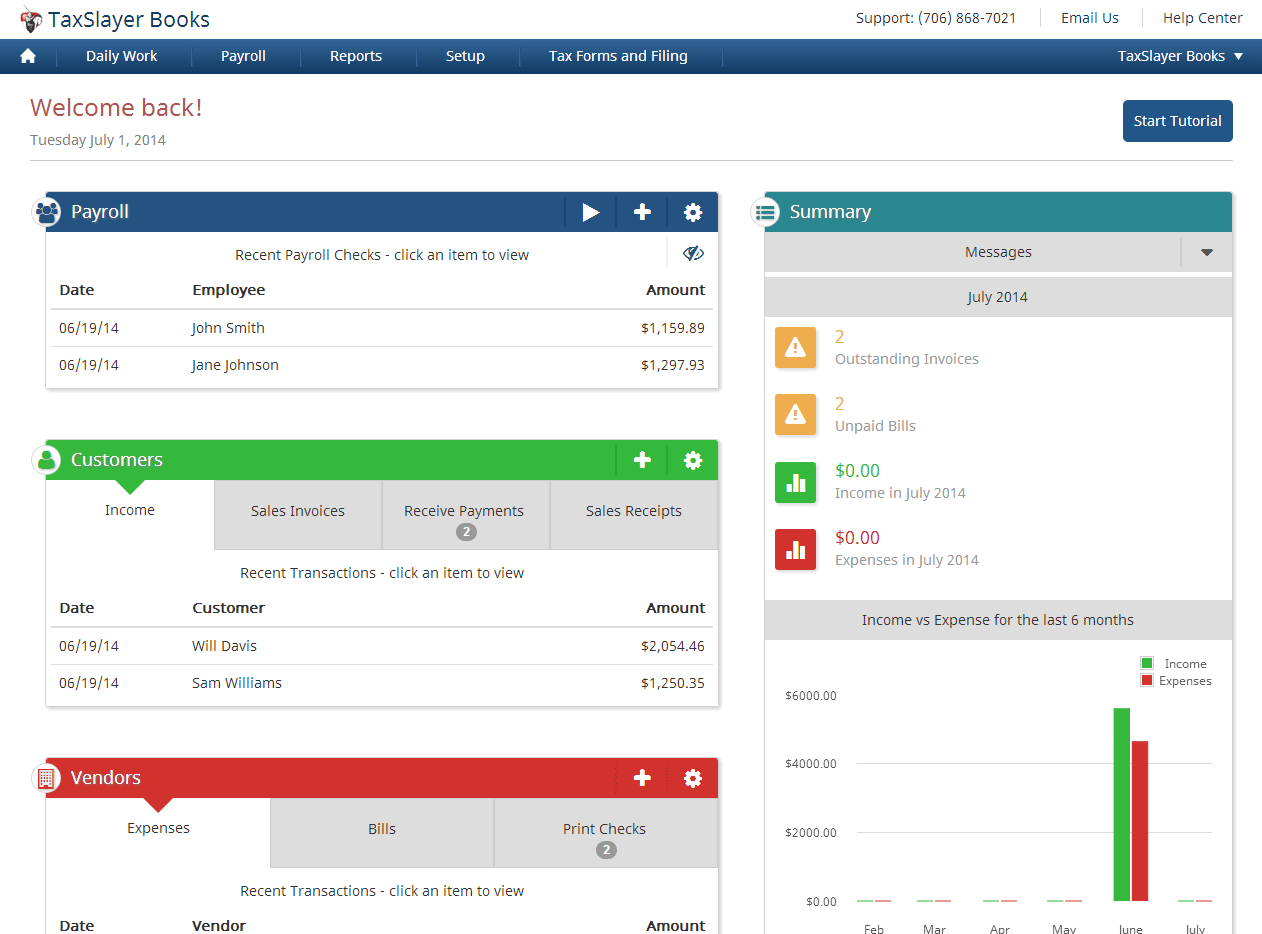 TaxSlayer Books
Support: (706) 868-7021 Email Us Help Center
Daily Work Payroll Reports Setup Tax Forms and Filing TaxSlayer Books
Welcome back!
Tuesday July 1, 2014
Start Tutorial
Payroll
Recent Payroll Checks - click an item to view
Date Employee Amount
06/19/14 John Smith $1,159.89
06/19/14 Jane Johnson $1,297.93
Customers
Income Sales Invoices Receive Payments Sales Receipts
2
Recent Transactions - click an item to view
Date Customer Amount
06/19/14 Will Davis $2,054.46
06/19/14 Sam Williams $1,250.35
Vendors
Expenses Bills Print Checks
2
Recent Transactions - click an item to view
Date Vendor Amount
Summary
Messages
July 2014
2
Outstanding Invoices
2
Unpaid Bills
$0.00
Income in July 2014
$0.00
Expenses in July 2014
Income vs Expense for the last 6 months
Income
Expenses
$6000.00
$4000.00
$2000.00
$0.00
Feb Mar Apr May June July